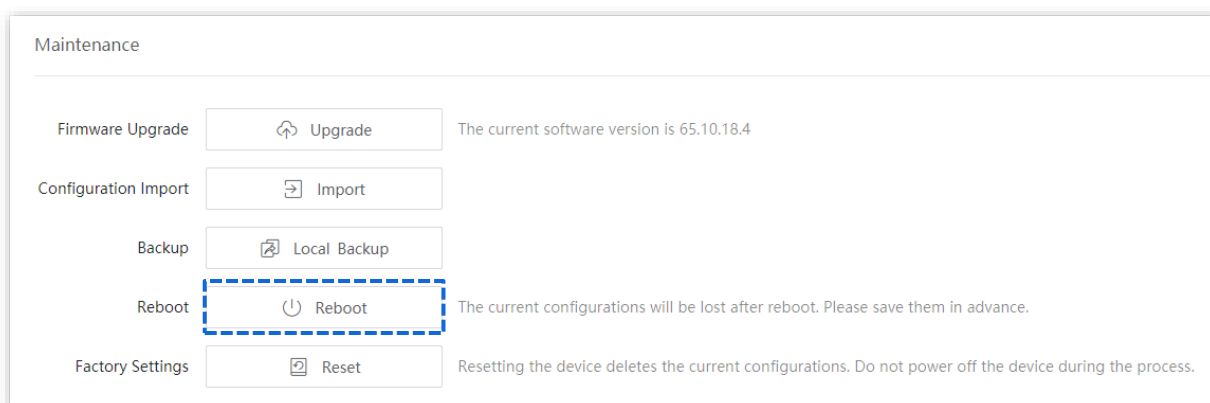 Maintenance
Firmware Upgrade Upgrade The current software version is 65.10.18.4
Configuration Import Import
Backup Local Backup
Reboot Reboot The current configurations will be lost after reboot. Please save them in advance.
Factory Settings Reset Resetting the device deletes the current configurations. Do not power off the device during the process.